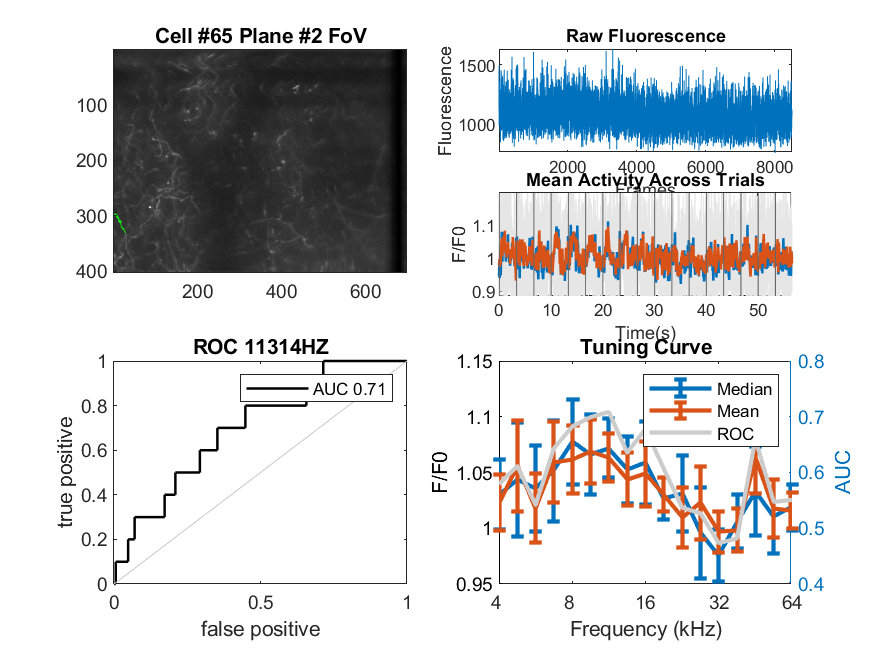 Cell #65 Plane #2 FoV
100
200
300
400
200
400
600
Raw Fluorescence
Fluorescence
1500
1000
2000
4000
6000
8000
Frames
Mean Activity Across Trials
F/F0
1.1
1
0.9
0
10
20
30
40
50
Time(s)
ROC 11314HZ
true positive
1
0.8
0.6
0.4
0.2
0
AUC 0.71
0
0.5
1
false positive
Tuning Curve
F/F0
1.15
1.1
1.05
1
0.95
Median
Mean
ROC
0.8
0.7
0.6
0.5
0.4
AUC
4
8
16
32
64
Frequency (kHz)